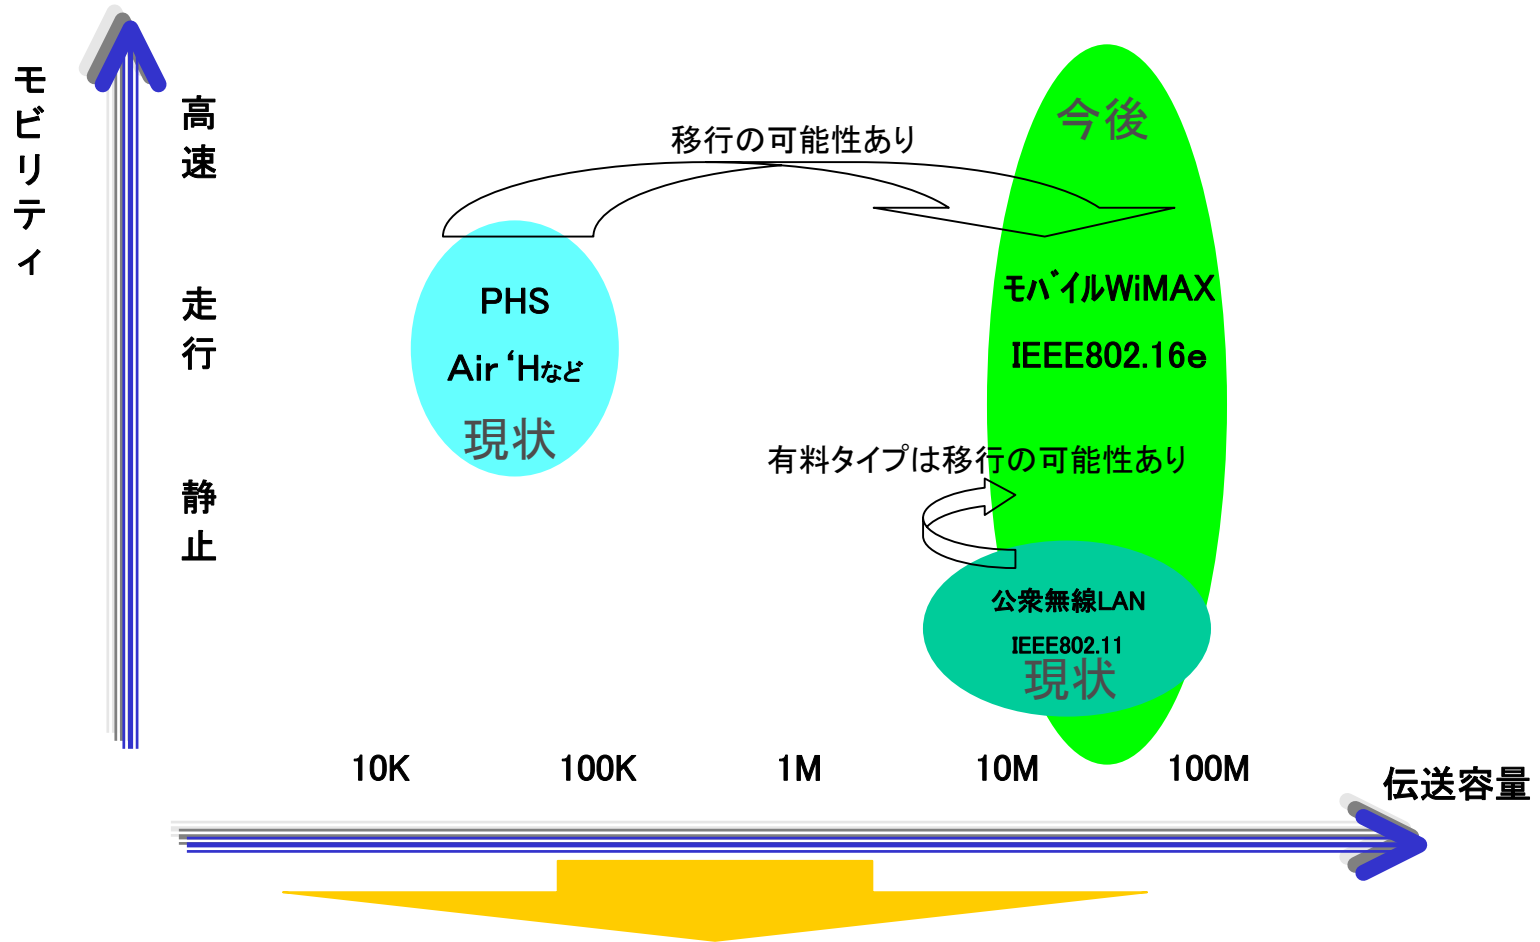 モビリティ
高速
走行
静止
移行の可能性あり
今後
PHS
Air‘Hなど
現状
モバイルWiMAX
IEEE802.16e
有料タイプは移行の可能性あり
公衆無線LAN
IEEE802.11
現状
10K 100K 1M 10M 100M
伝送容量